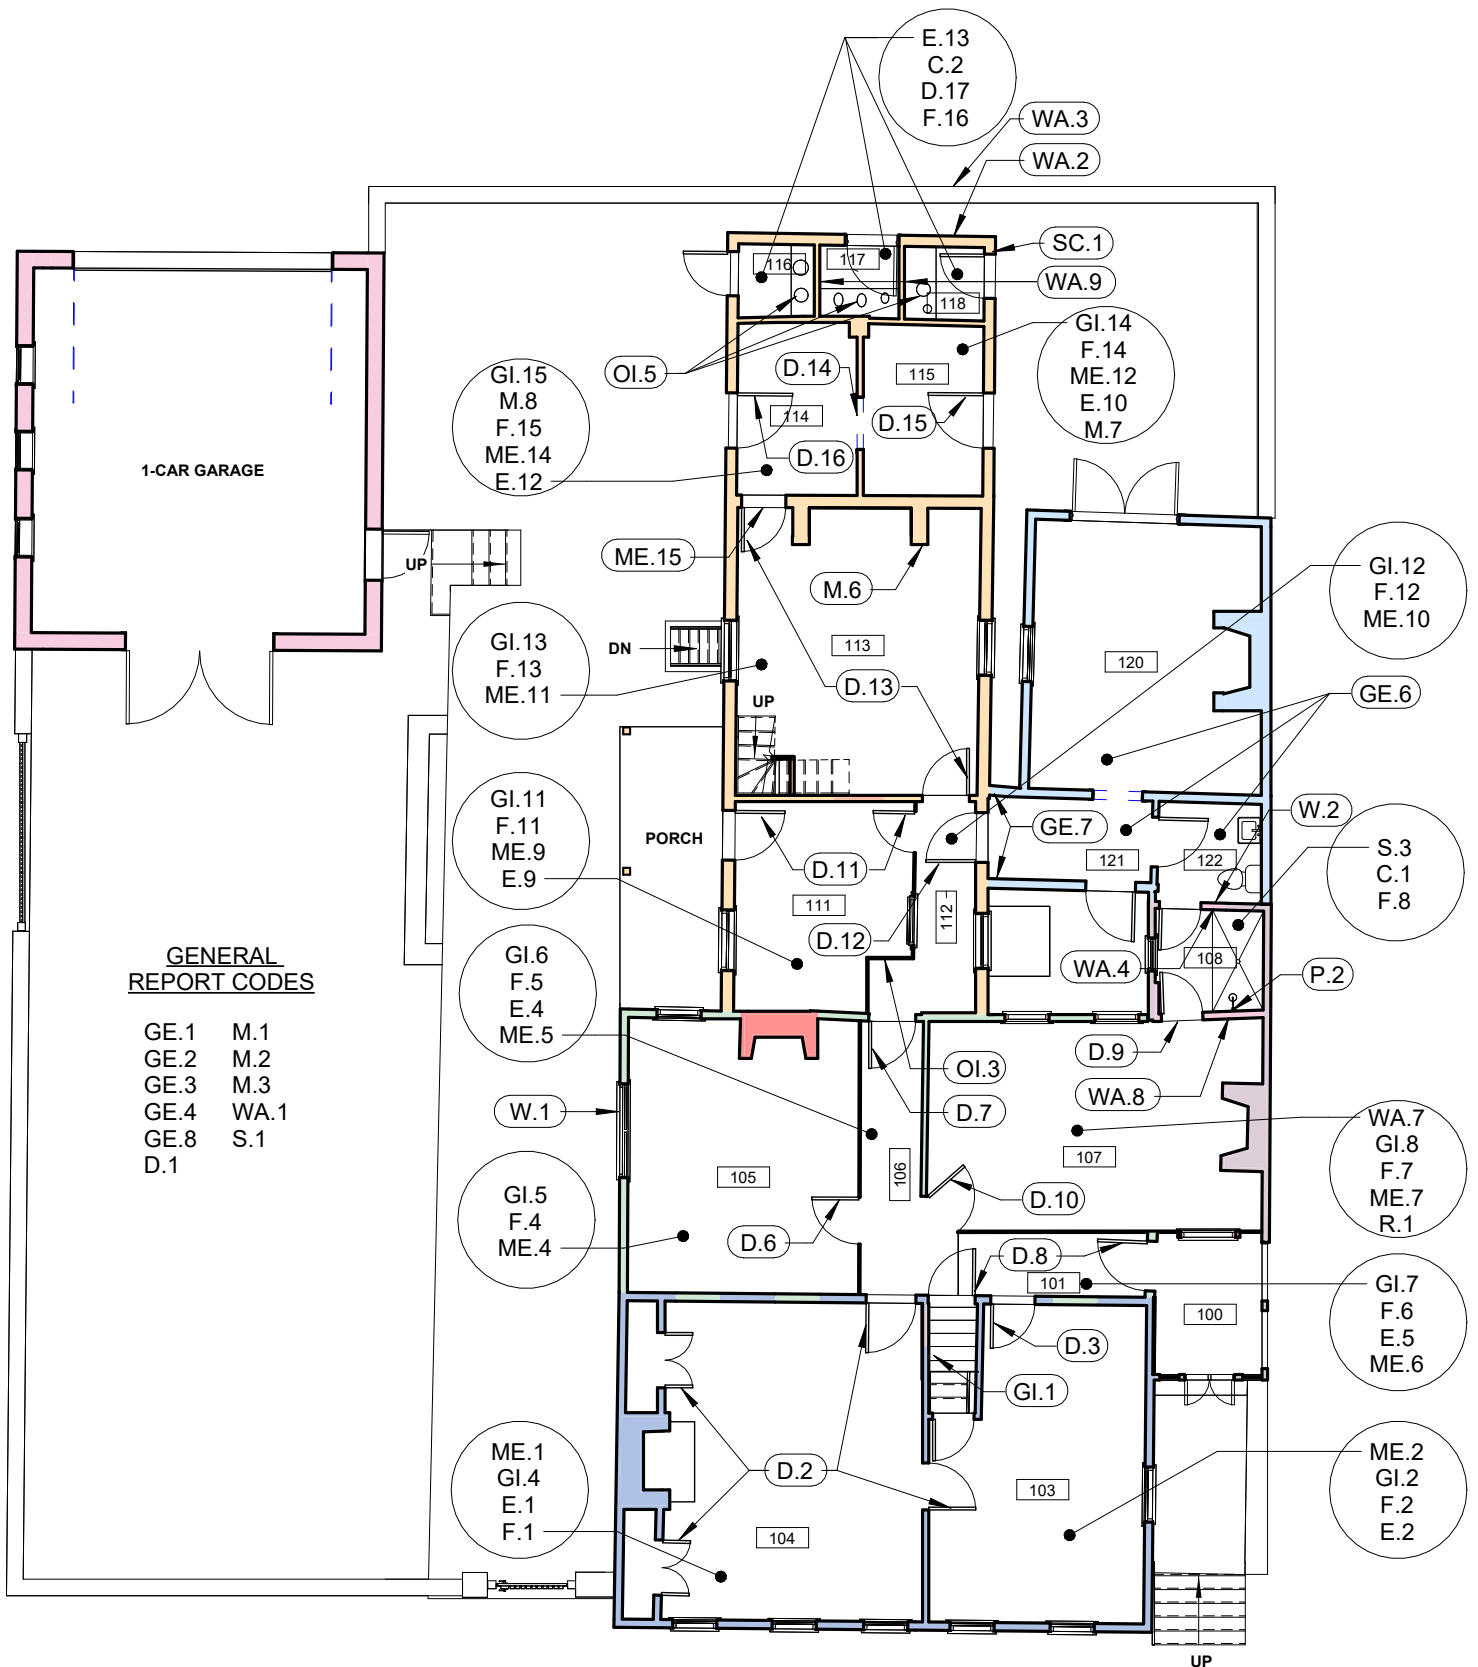 E.13
C.2
D.17
F.16
WA.3
WA.2
SC.1
WA.9
116
117
118
OI.5
GI.14
F.14
ME.12
E.10
M.7
GI.15
M.8
F.15
ME.14
E.12
D.14
115
114
D.15
D.16
1-CAR GARAGE
UP
ME.15
M.6
GI.12
F.12
ME.10
GI.13
F.13
ME.11
DN
113
D.13
UP
120
GE.6
GI.11
F.11
ME.9
E.9
PORCH
D.11
GE.7
121
122
W.2
S.3
C.1
F.8
111
112
D.12
WA.4
108
P.2
GENERAL
REPORT CODES
GE.1 M.1
GE.2 M.2
GE.3 M.3
GE.4 WA.1
GE.8 S.1
D.1
GI.6
F.5
E.4
ME.5
W.1
OI.3
D.7
D.9
WA.8
WA.7
GI.8
F.7
ME.7
R.1
107
105
106
D.10
GI.5
F.4
ME.4
D.6
D.8
101
100
GI.7
F.6
E.5
ME.6
D.3
GI.1
ME.1
GI.4
E.1
F.1
D.2
103
104
ME.2
GI.2
F.2
E.2
UP